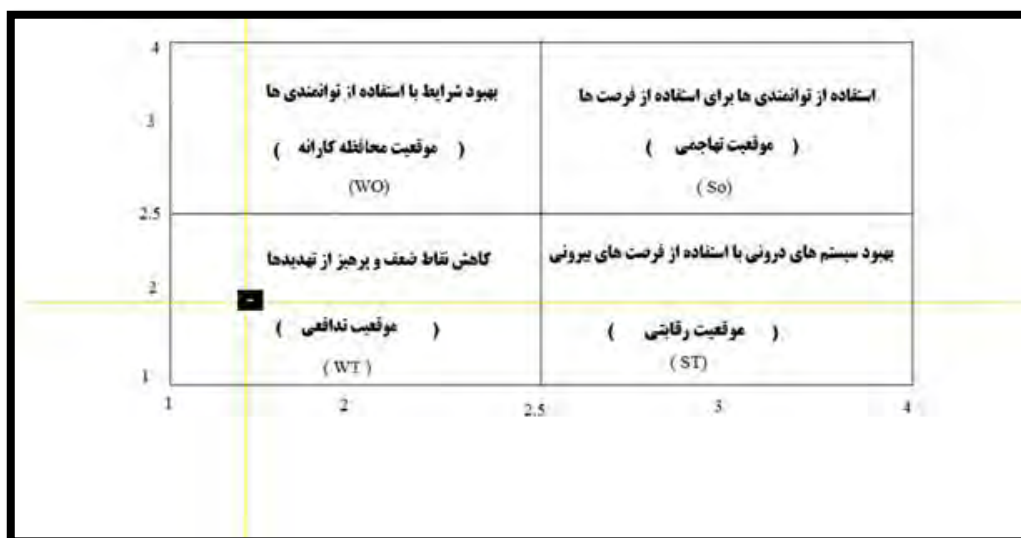 4
3
2.5
2
1
استفاده از توانمندی ها برای استفاده از فرصت ها
( موقعیت تهاجمی )
( So)
بهبود شرایط با استفاده از توانمندی ها
( موقعیت محافظه کارانه )
(WO)
بهبود سیستم های درونی با استفاده از فرصت های بیرونی
( موقعیت رقابتی )
(ST)
کاهش نقاط ضعف و پرهیز از تهدیدها
( موقعیت تدافعی )
( WT )
1
2
2.5
3
4